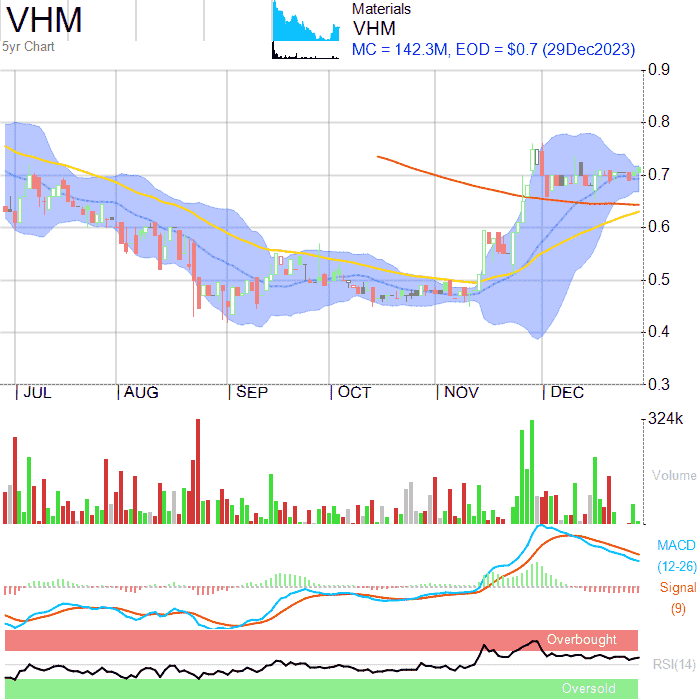 VHM
5yr Chart
Materials
VHM
MC = 142.3M, EOD = $0.7 (29Dec2023)
0.9
0.8
0.7
0.6
0.5
0.4
0.3
JUL AUG SEP OCT NOV DEC
324k
Volume
MACD
(12-26)
Signal
(9)
Overbought
RSI(14)
Oversold